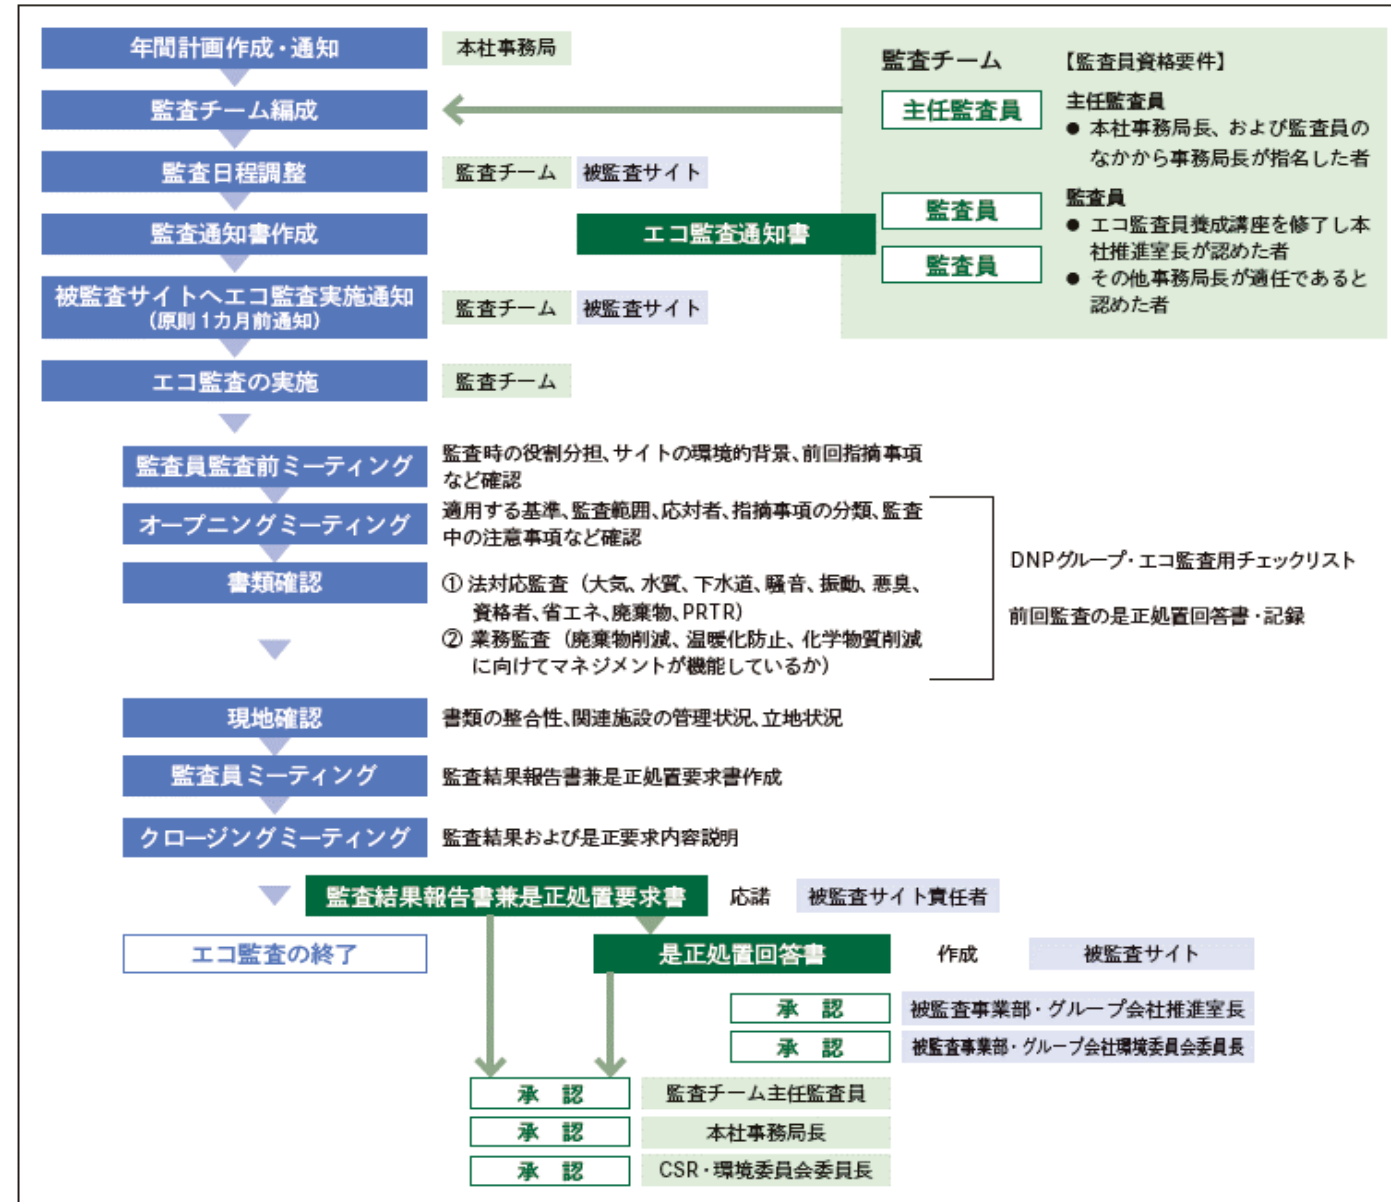 年間計画作成・通知
本社事務局
監査チーム編成
監査日程調整
監査チーム
被監査サイト
監査通知書作成
エコ監査通知書
被監査サイトへエコ監査実施通知
(原則1カ月前通知)
監査チーム
被監査サイト
エコ監査の実施
監査チーム
監査チーム
【監査員資格要件】
主任監査員
主任監査員
● 本社事務局長、および監査員の
なかから事務局長が指名した者
監査員
監査員
監査員
● エコ監査員養成講座を修了し本
社推進室長が認めた者
● その他事務局長が適任であると
認めた者
監査員監査前ミーティング
監査時の役割分担、サイトの環境的背景、前回指摘事項
など確認
オープニングミーティング
適用する基準、監査範囲、応対者、指摘事項の分類、監査
中の注意事項など確認
書類確認
① 法対応監査（大気、水質、下水道、騒音、振動、悪臭、
資格者、省エネ、廃棄物、PRTR）
② 業務監査（廃棄物削減、温暖化防止、化学物質削減
に向けてマネジメントが機能しているか）
DNPグループ・エコ監査用チェックリスト
前回監査の是正処置回答書・記録
現地確認
書類の整合性、関連施設の管理状況、立地状況
監査員ミーティング
監査結果報告書兼是正処置要求書作成
クロージングミーティング
監査結果および是正要求内容説明
監査結果報告書兼是正処置要求書
応諾
被監査サイト責任者
エコ監査の終了
是正処置回答書
作成
被監査サイト
承 認
被監査事業部・グループ会社推進室長
承 認
被監査事業部・グループ会社環境委員会委員長
承 認
監査チーム主任監査員
承 認
本社事務局長
承 認
CSR・環境委員会委員長